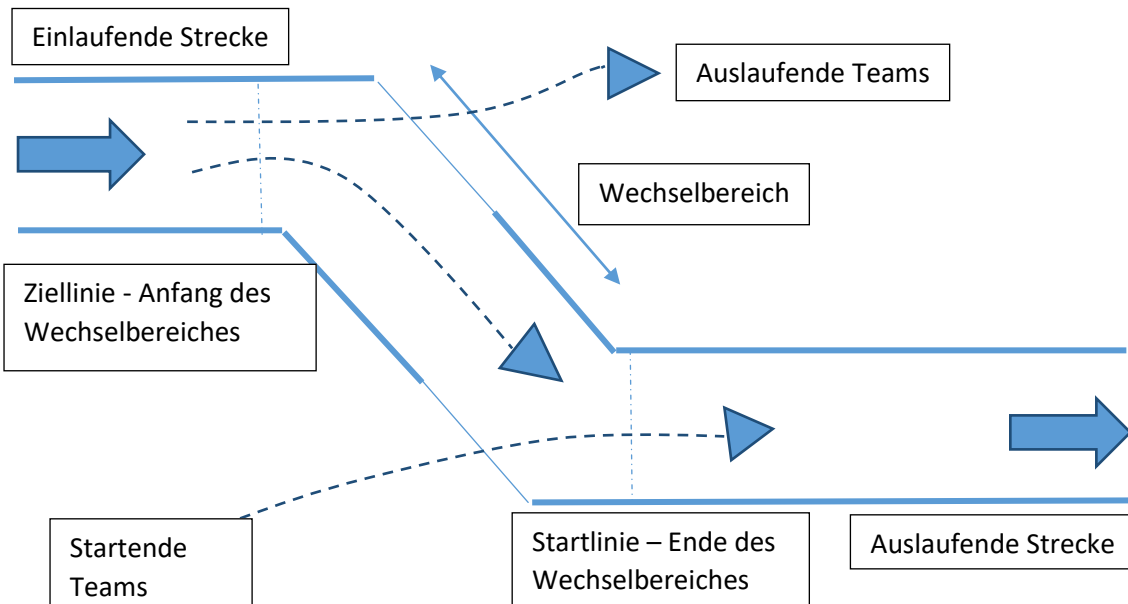 Einlaufende Strecke
Auslaufende Teams
Wechselbereich
Ziellinie - Anfang des
Wechselbereiches
Startende
Teams
Startlinie – Ende des
Wechselbereiches
Auslaufende Strecke